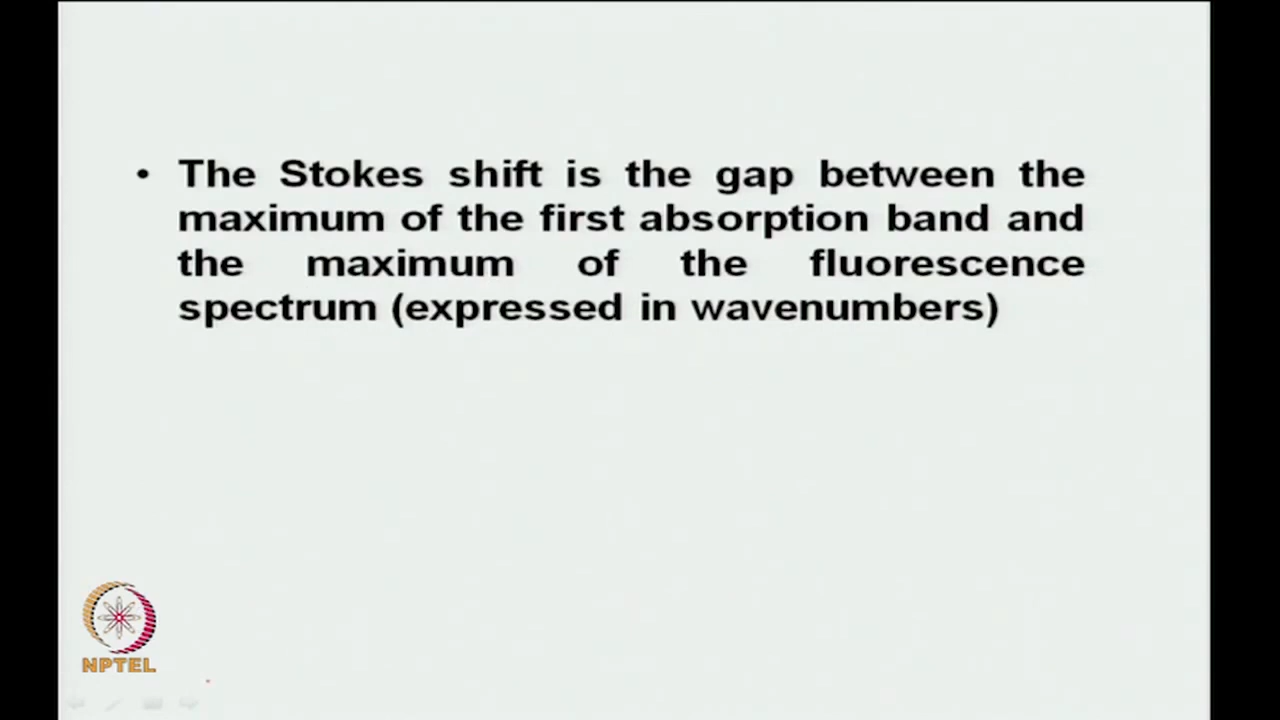 • The Stokes shift is the gap between the
maximum of the first absorption band and
the maximum of the fluorescence
spectrum (expressed in wavenumbers)
NPTEL